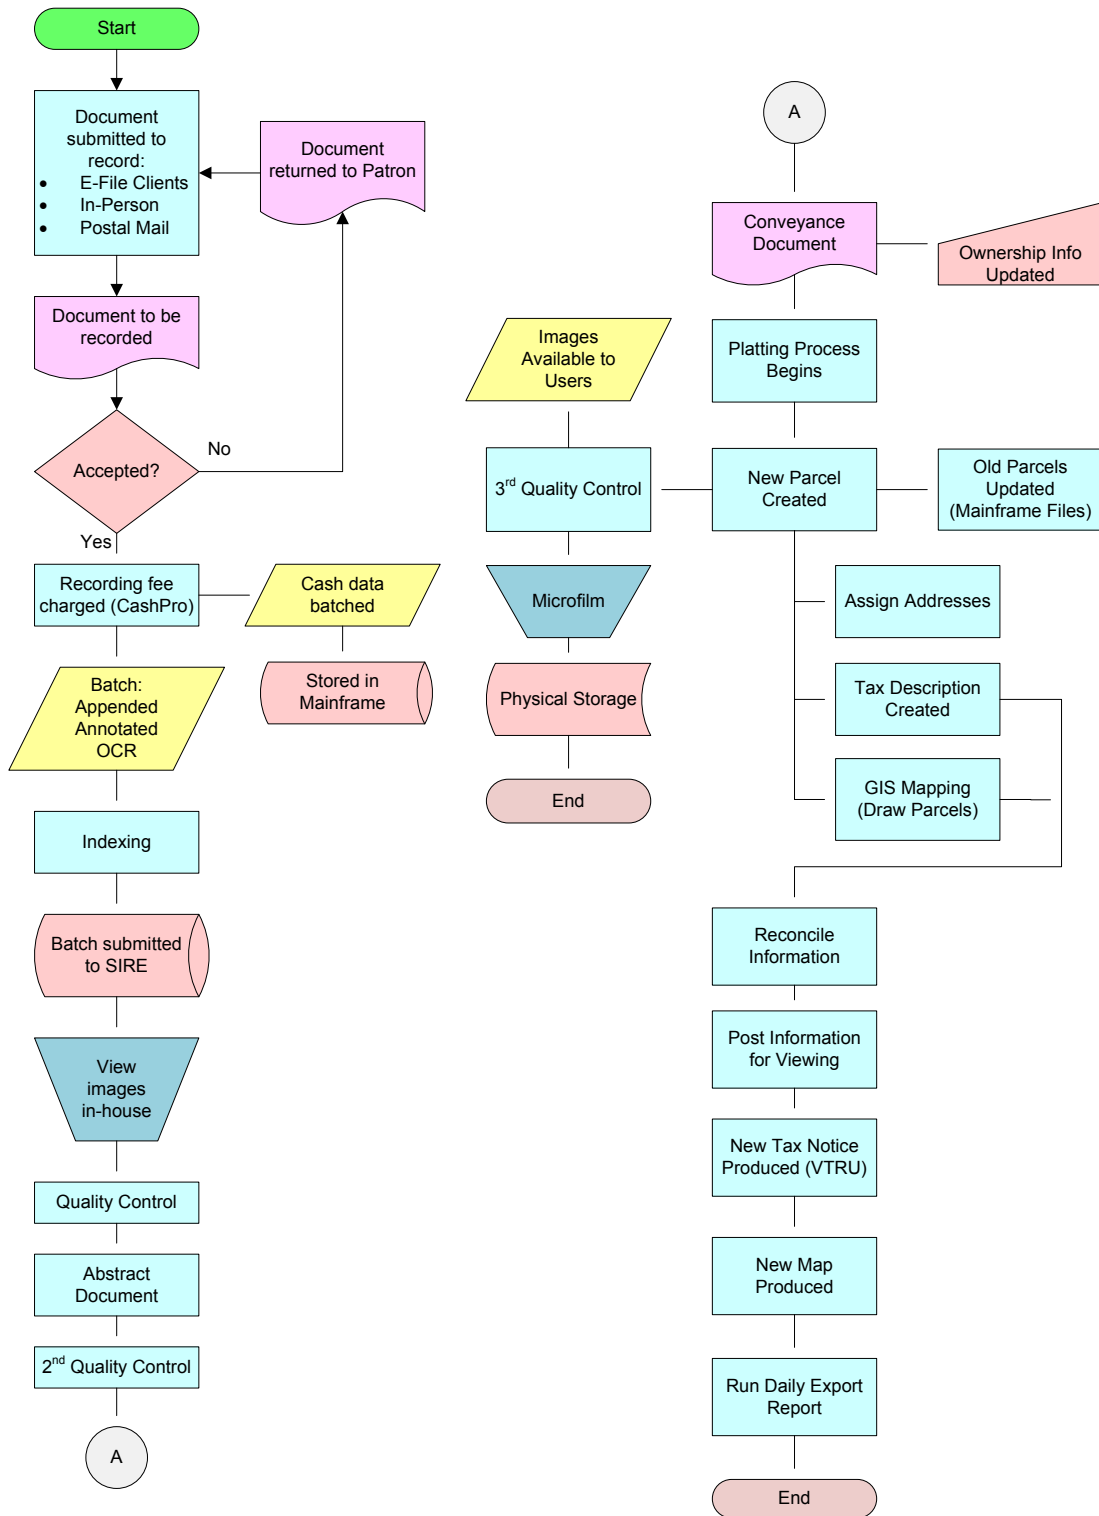 Start
Document
submitted to
record:
• E-File Clients
• In-Person
• Postal Mail
Document
returned to Patron
Document to be
recorded
Accepted?
No
Yes
Recording fee
charged (CashPro)
Cash data
batched
Stored in
Mainframe
Batch:
Appended
Annotated
OCR
Indexing
Batch submitted
to SIRE
View
images
in-house
Quality Control
Abstract
Document
2nd Quality Control
A
A
Conveyance
Document
Ownership Info
Updated
Platting Process
Begins
Images
Available to
Users
3rd Quality Control
New Parcel
Created
Old Parcels
Updated
(Mainframe Files)
Microfilm
Physical Storage
End
Assign Addresses
Tax Description
Created
GIS Mapping
(Draw Parcels)
Reconcile
Information
Post Information
for Viewing
New Tax Notice
Produced (VTRU)
New Map
Produced
Run Daily Export
Report
End